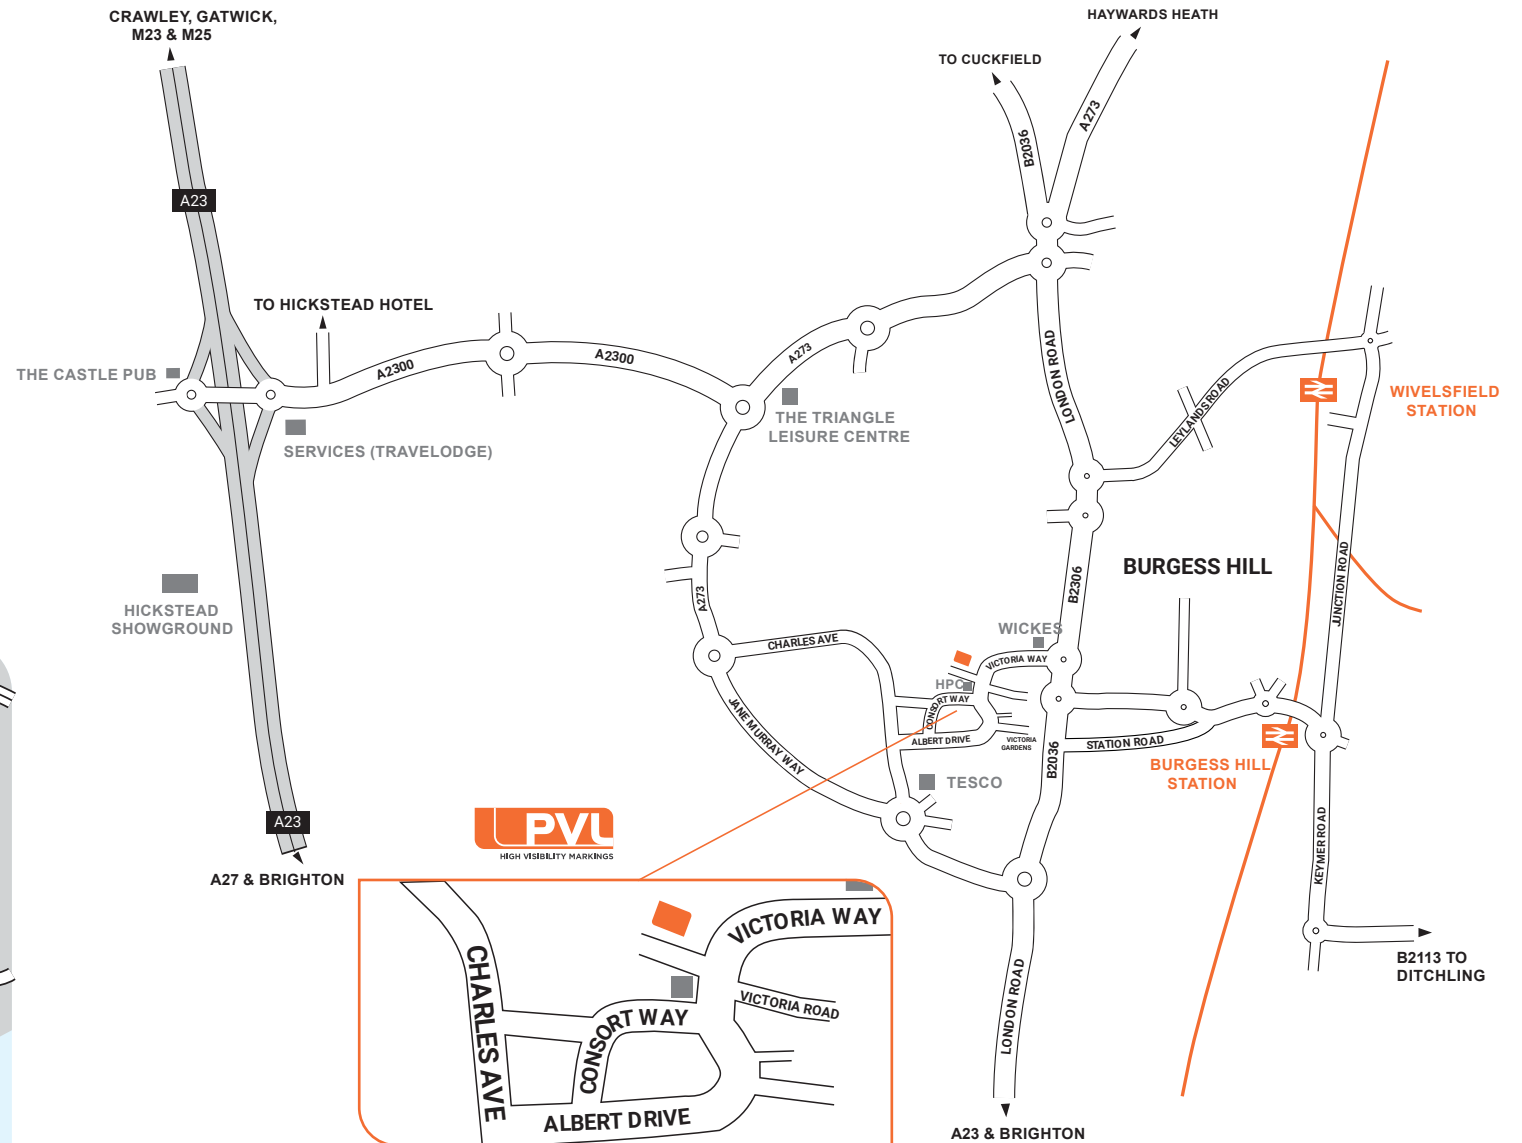 CRAWLEY, GATWICK,
M23 & M25
HAYWARDS HEATH
TO CUCKFIELD
A273
B2036
A23
TO HICKSTEAD HOTEL
THE CASTLE PUB
A2300
A2300
A273
LONDON ROAD
LEYLANDS ROAD
WIVELSFIELD
STATION
THE TRIANGLE
LEISURE CENTRE
SERVICES (TRAVELODGE)
HICKSTEAD
SHOWGROUND
A273
B2306
BURGESS HILL
JUNCTION ROAD
WICKES
CHARLES AVE
VICTORIA WAY
HPC
CONSORT WAY
ALBERT DRIVE
VICTORIA
GARDENS
JANE MURRAY WAY
B2036
STATION ROAD
BURGESS HILL
STATION
TESCO
A23
PVL
HIGH VISIBILITY MARKINGS
KEYMER ROAD
A27 & BRIGHTON
VICTORIA WAY
CHARLES AVE
CONSORT WAY
VICTORIA ROAD
ALBERT DRIVE
LONDON ROAD
B2113 TO
DITCHLING
A23 & BRIGHTON